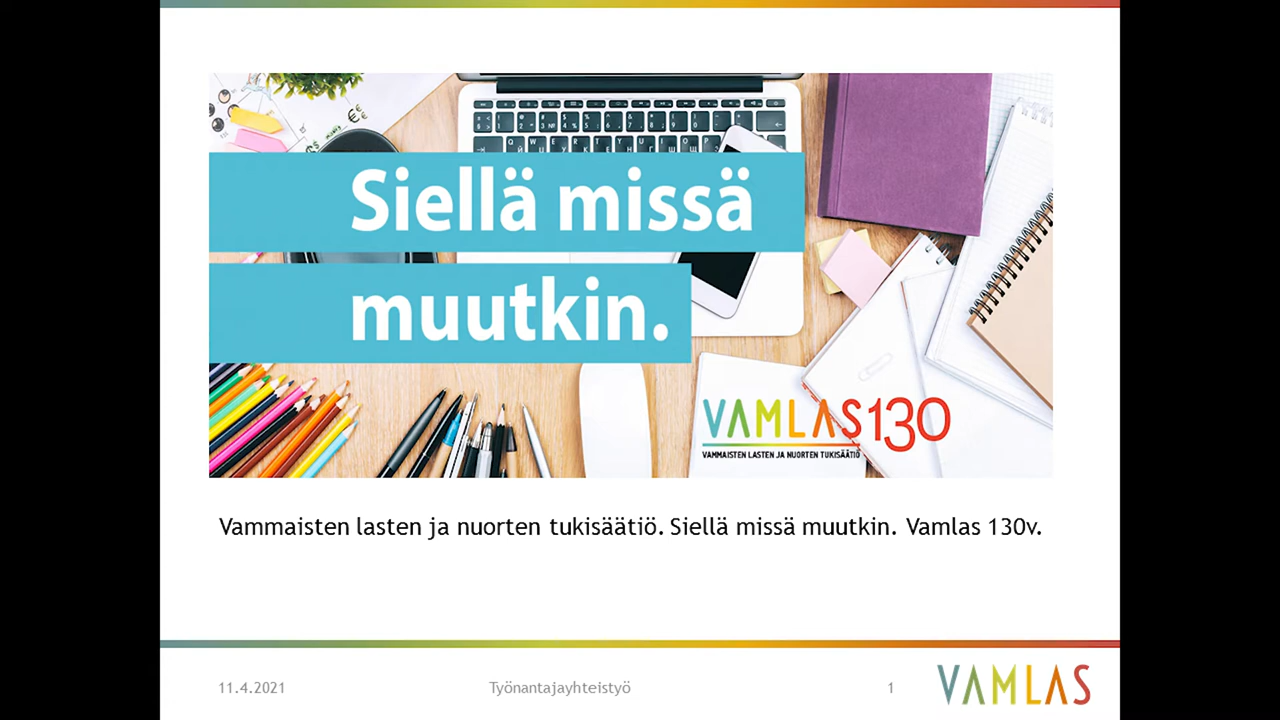 Siellä missä
muutkin.
VAMLAS130
VAMMAISTEN LASTEN JA NUORTEN TUKISÄÄTIÖ
Vammaisten lasten ja nuorten tukisäätiö. Siellä missä muutkin. Vamlas 130v.
11.4.2021 Työnantajayhteistyö 1 VAMLAS